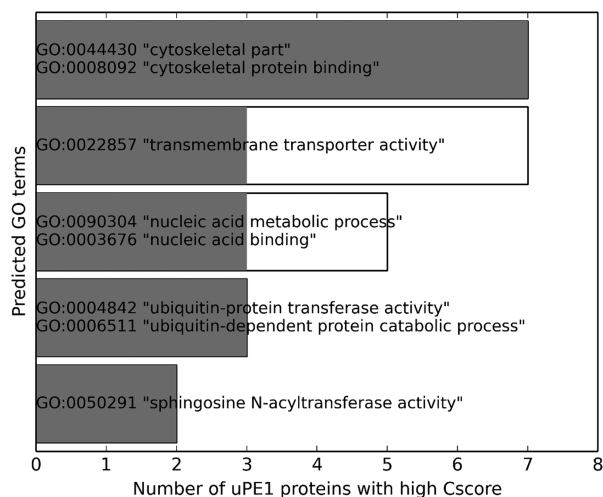 Predicted GO terms
GO:0044430 "cytoskeletal part"
GO:0008092 "cytoskeletal protein binding"
GO:0022857 "transmembrane transporter activity"
GO:0090304 "nucleic acid metabolic process"
GO:0003676 "nucleic acid binding"
GO:0004842 "ubiquitin-protein transferase activity"
GO:0006511 "ubiquitin-dependent protein catabolic process"
GO:0050291 "sphingosine N-acyltransferase activity"
0 1 2 3 4 5 6 7 8
Number of uPE1 proteins with high Cscore